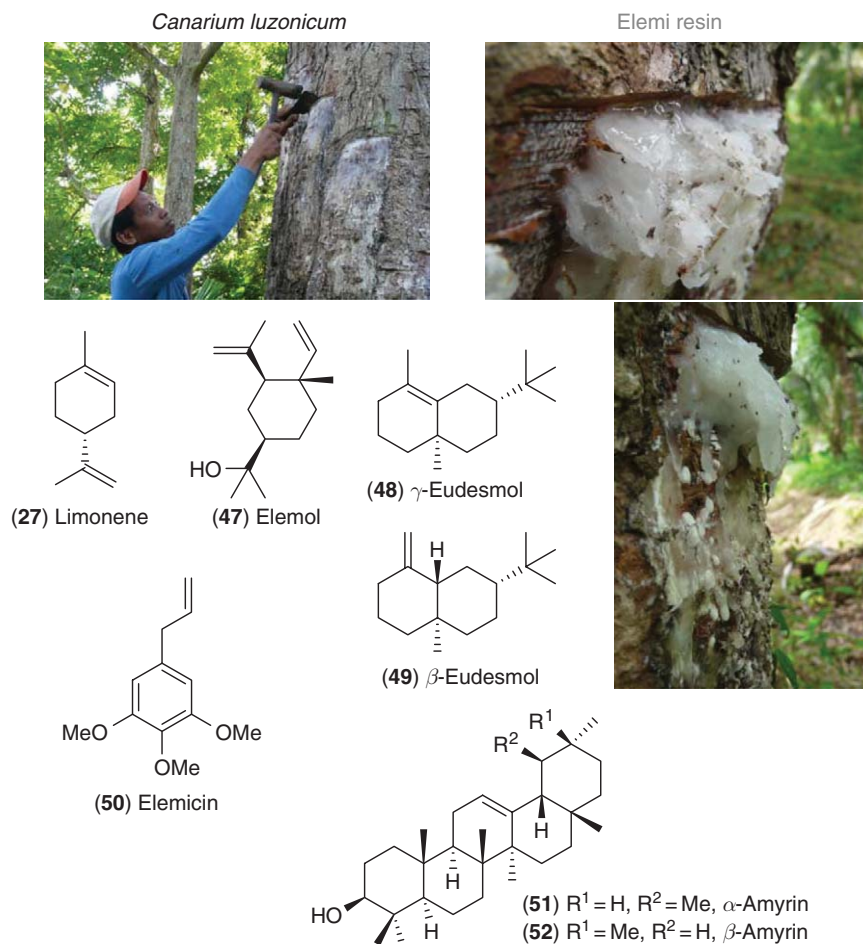 Canarium luzonicum
Elemi resin
(27) Limonene
HO
(47) Elemol
(48) γ-Eudesmol
H
(49) β-Eudesmol
MeO
OMe
OMe
(50) Elemicin
R¹
R²
H
H
H
HO
(51) R¹ = H, R² = Me, α-Amyrin
(52) R¹ = Me, R² = H, β-Amyrin